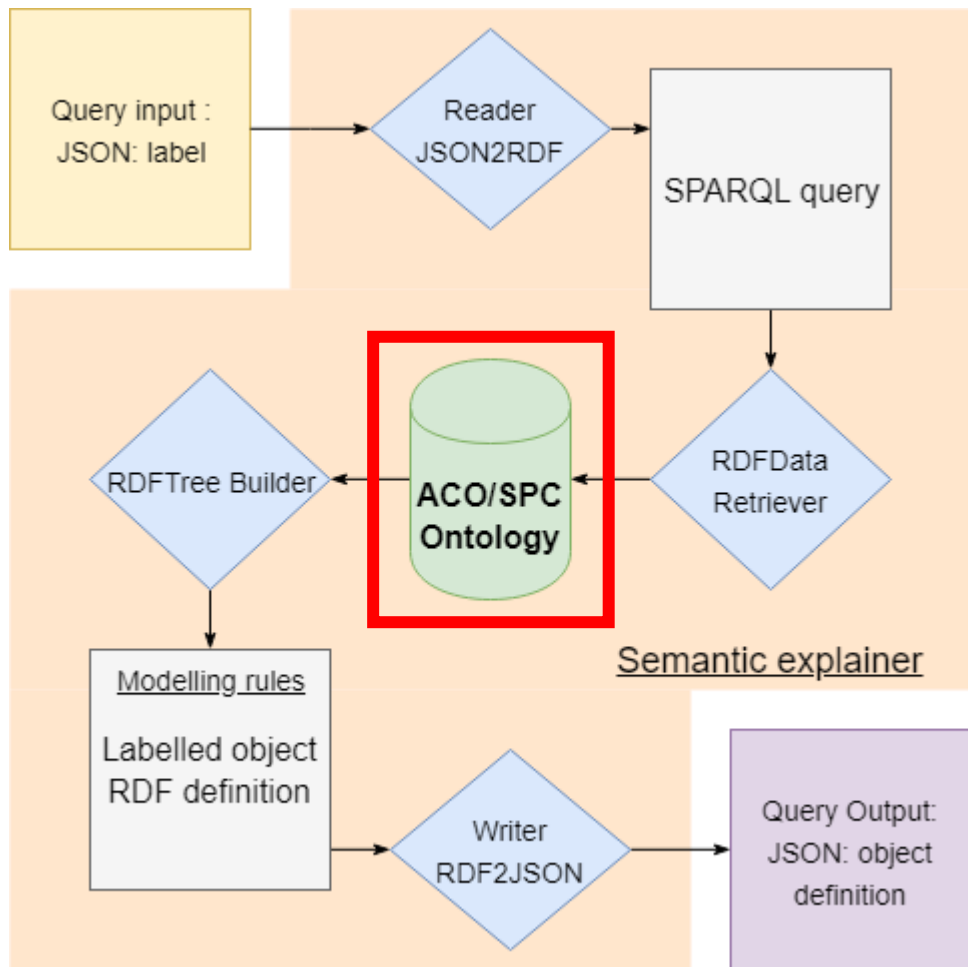 Query input :
JSON: label
Reader
JSON2RDF
SPARQL query
RDFTree Builder
ACO/SPC
Ontology
RDFData
Retriever
Semantic explainer
Modelling rules
Labelled object
RDF definition
Writer
RDF2JSON
Query Output:
JSON: object
definition